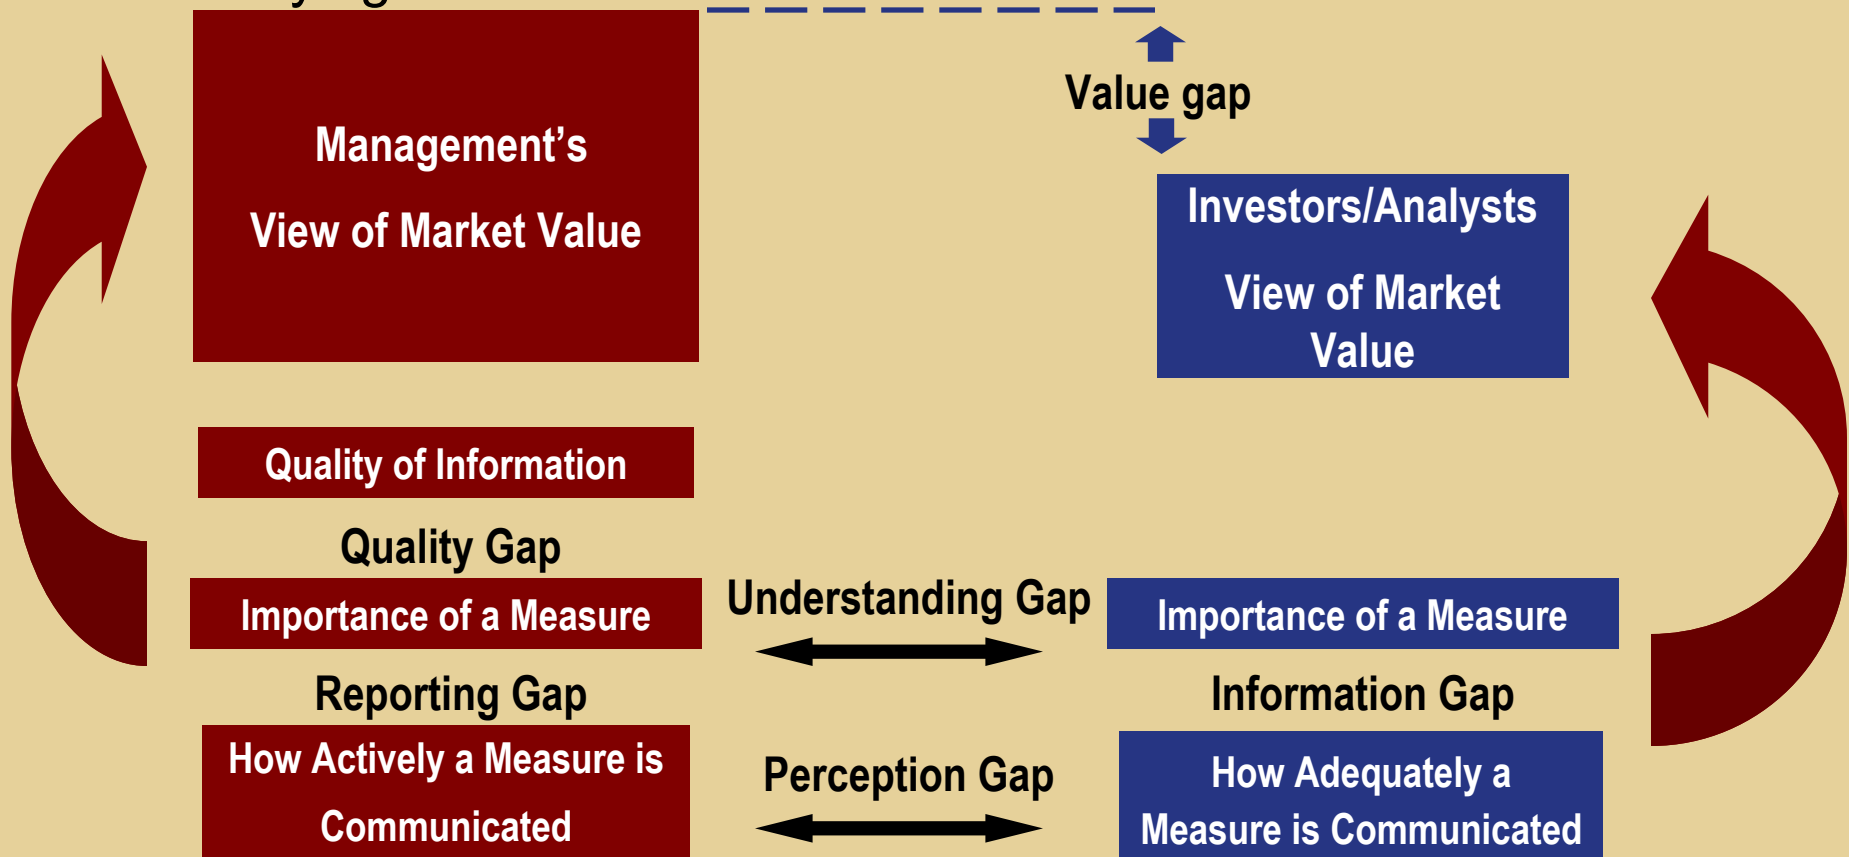 Value gap
Management’s
View of Market Value
Investors/Analysts
View of Market
Value
Quality of Information
Quality Gap
Importance of a Measure
Understanding Gap
Importance of a Measure
Reporting Gap
Information Gap
How Actively a Measure is
Communicated
Perception Gap
How Adequately a
Measure is Communicated